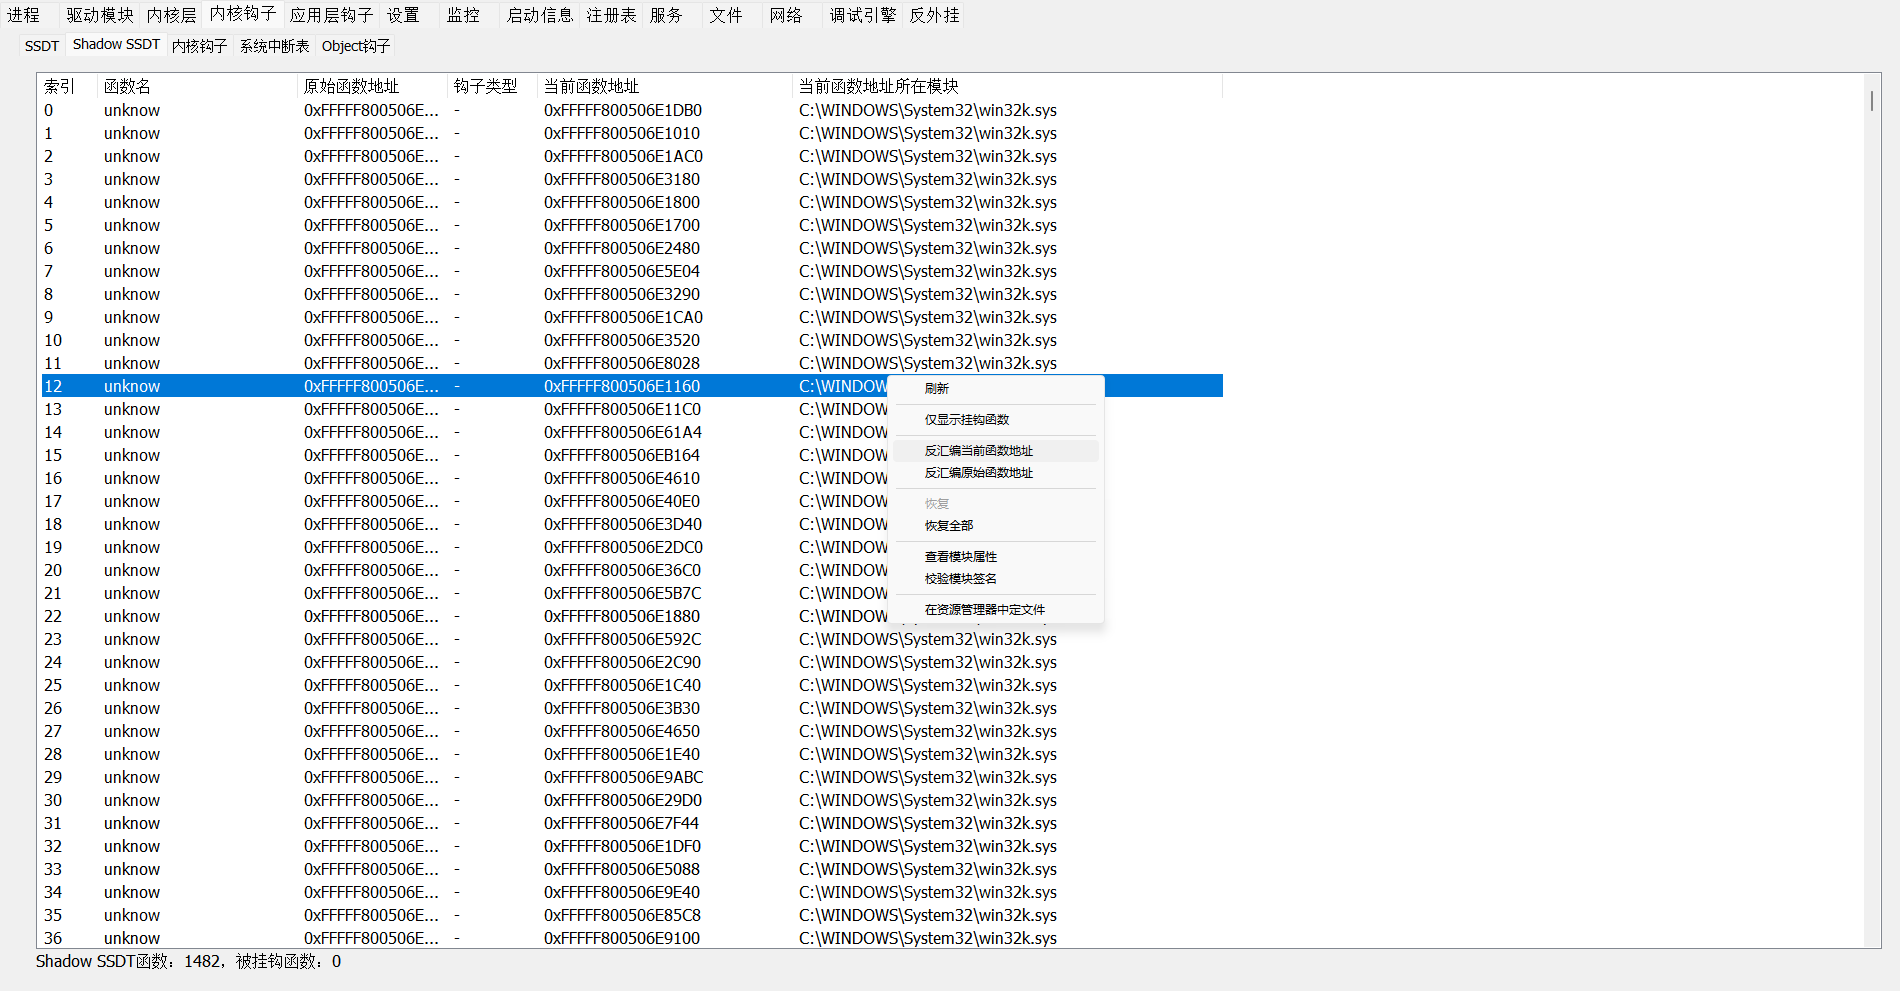 进程 驱动模块 内核层 内核钩子 应用层钩子 设置 监控 启动信息 注册表 服务 文件 网络 调试引擎 反外挂
SSDT Shadow SSDT 内核钩子 系统中断表 Object钩子
索引 函数名 原始函数地址 钩子类型 当前函数地址 当前函数地址所在模块
0 unknow 0xFFFFF800506E... - 0xFFFFF800506E1DB0 C:\WINDOWS\System32\win32k.sys
1 unknow 0xFFFFF800506E... - 0xFFFFF800506E1010 C:\WINDOWS\System32\win32k.sys
2 unknow 0xFFFFF800506E... - 0xFFFFF800506E1AC0 C:\WINDOWS\System32\win32k.sys
3 unknow 0xFFFFF800506E... - 0xFFFFF800506E3180 C:\WINDOWS\System32\win32k.sys
4 unknow 0xFFFFF800506E... - 0xFFFFF800506E1800 C:\WINDOWS\System32\win32k.sys
5 unknow 0xFFFFF800506E... - 0xFFFFF800506E1700 C:\WINDOWS\System32\win32k.sys
6 unknow 0xFFFFF800506E... - 0xFFFFF800506E2480 C:\WINDOWS\System32\win32k.sys
7 unknow 0xFFFFF800506E... - 0xFFFFF800506E5E04 C:\WINDOWS\System32\win32k.sys
8 unknow 0xFFFFF800506E... - 0xFFFFF800506E3290 C:\WINDOWS\System32\win32k.sys
9 unknow 0xFFFFF800506E... - 0xFFFFF800506E1CA0 C:\WINDOWS\System32\win32k.sys
10 unknow 0xFFFFF800506E... - 0xFFFFF800506E3520 C:\WINDOWS\System32\win32k.sys
11 unknow 0xFFFFF800506E... - 0xFFFFF800506E8028 C:\WINDOWS\System32\win32k.sys
12 unknow 0xFFFFF800506E... - 0xFFFFF800506E1160 C:\WINDOW
13 unknow 0xFFFFF800506E... - 0xFFFFF800506E11C0 C:\WINDOW
14 unknow 0xFFFFF800506E... - 0xFFFFF800506E61A4 C:\WINDOW
15 unknow 0xFFFFF800506E... - 0xFFFFF800506EB164 C:\WINDOW
16 unknow 0xFFFFF800506E... - 0xFFFFF800506E4610 C:\WINDOW
17 unknow 0xFFFFF800506E... - 0xFFFFF800506E40E0 C:\WINDOW
18 unknow 0xFFFFF800506E... - 0xFFFFF800506E3D40 C:\WINDOW
19 unknow 0xFFFFF800506E... - 0xFFFFF800506E2DC0 C:\WINDOW
20 unknow 0xFFFFF800506E... - 0xFFFFF800506E36C0 C:\WINDOW
21 unknow 0xFFFFF800506E... - 0xFFFFF800506E5B7C C:\WINDOW
22 unknow 0xFFFFF800506E... - 0xFFFFF800506E1880 C:\WINDOW
23 unknow 0xFFFFF800506E... - 0xFFFFF800506E592C C:\WINDOWS\System32\win32k.sys
24 unknow 0xFFFFF800506E... - 0xFFFFF800506E2C90 C:\WINDOWS\System32\win32k.sys
25 unknow 0xFFFFF800506E... - 0xFFFFF800506E1C40 C:\WINDOWS\System32\win32k.sys
26 unknow 0xFFFFF800506E... - 0xFFFFF800506E3B30 C:\WINDOWS\System32\win32k.sys
27 unknow 0xFFFFF800506E... - 0xFFFFF800506E4650 C:\WINDOWS\System32\win32k.sys
28 unknow 0xFFFFF800506E... - 0xFFFFF800506E1E40 C:\WINDOWS\System32\win32k.sys
29 unknow 0xFFFFF800506E... - 0xFFFFF800506E9ABC C:\WINDOWS\System32\win32k.sys
30 unknow 0xFFFFF800506E... - 0xFFFFF800506E29D0 C:\WINDOWS\System32\win32k.sys
31 unknow 0xFFFFF800506E... - 0xFFFFF800506E7F44 C:\WINDOWS\System32\win32k.sys
32 unknow 0xFFFFF800506E... - 0xFFFFF800506E1DF0 C:\WINDOWS\System32\win32k.sys
33 unknow 0xFFFFF800506E... - 0xFFFFF800506E5088 C:\WINDOWS\System32\win32k.sys
34 unknow 0xFFFFF800506E... - 0xFFFFF800506E9E40 C:\WINDOWS\System32\win32k.sys
35 unknow 0xFFFFF800506E... - 0xFFFFF800506E85C8 C:\WINDOWS\System32\win32k.sys
36 unknow 0xFFFFF800506E... - 0xFFFFF800506E9100 C:\WINDOWS\System32\win32k.sys
刷新
仅显示挂钩函数
反汇编当前函数地址
反汇编原始函数地址
恢复
恢复全部
查看模块属性
校验模块签名
在资源管理器中定文件
Shadow SSDT函数：1482，被挂钩函数：0